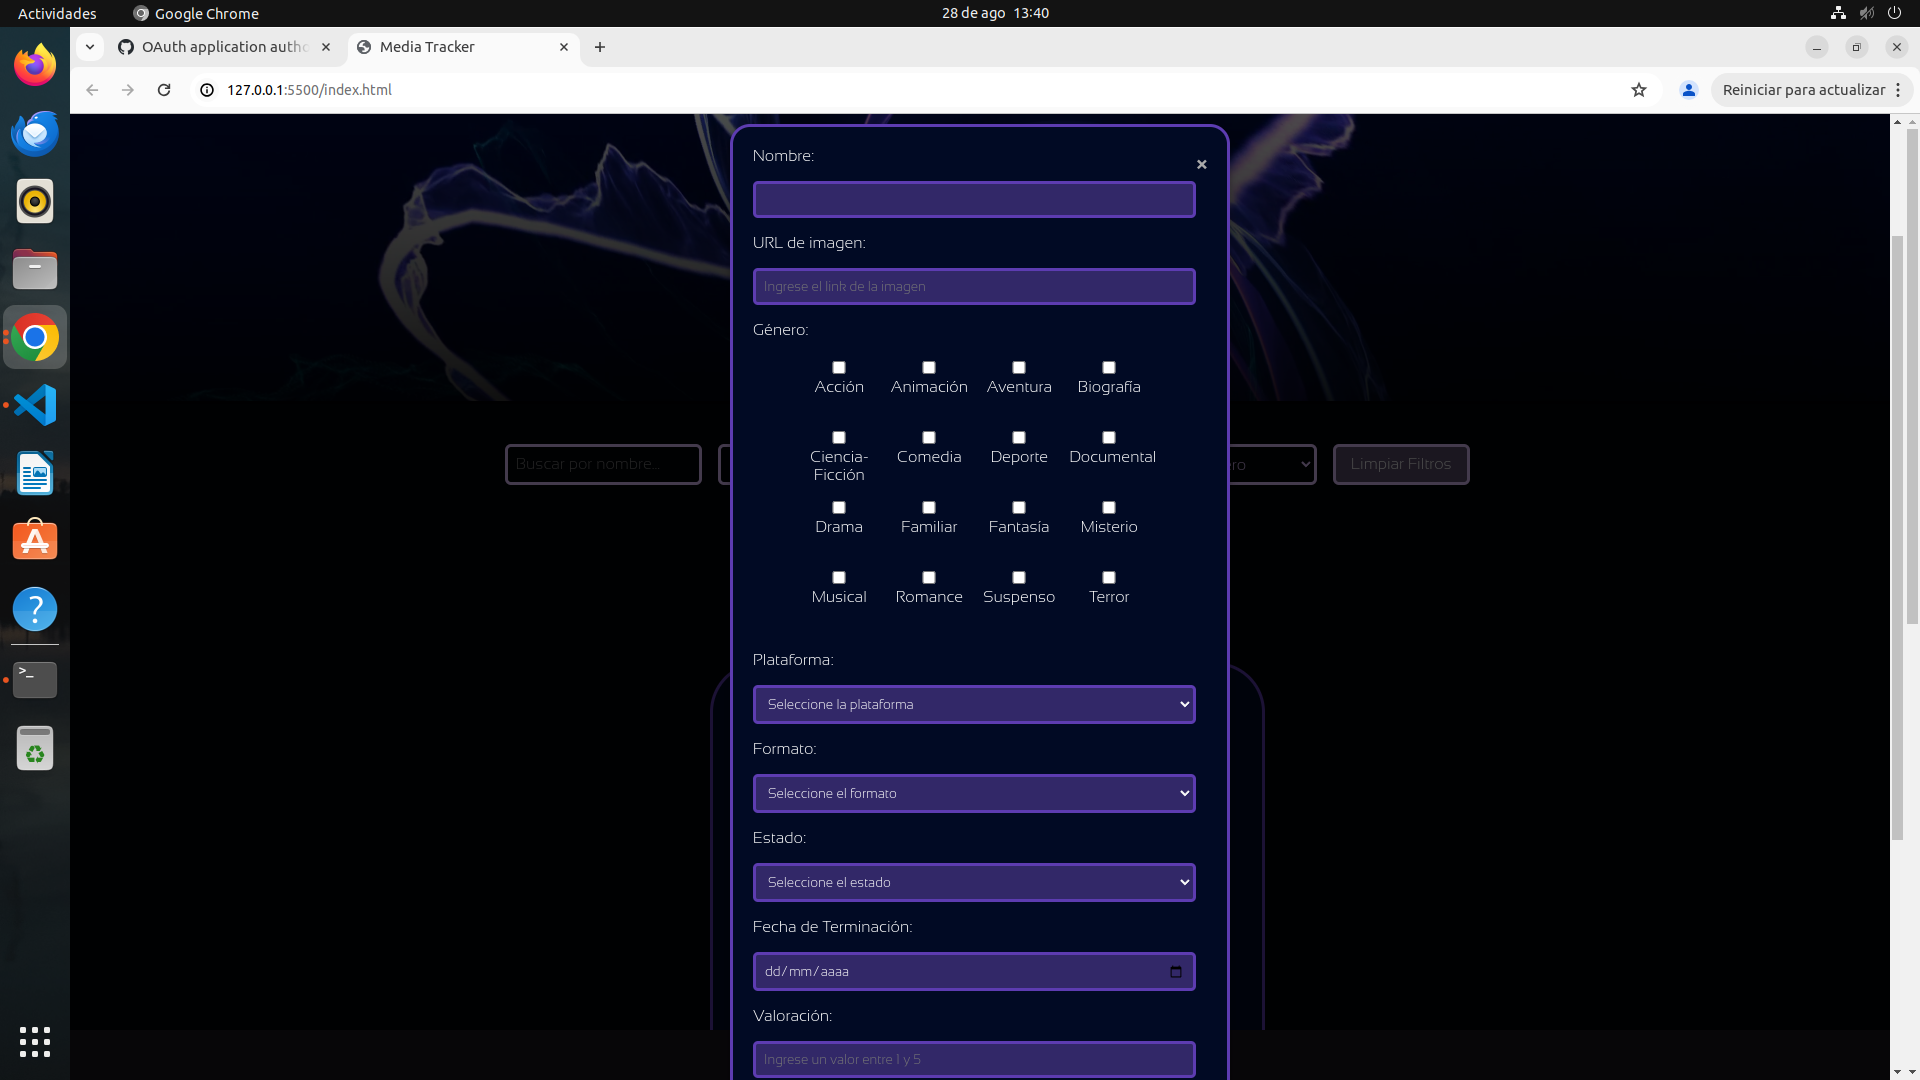 Actividades
Google Chrome
28 de ago 13:40
OAuth application autho
Media Tracker
127.0.0.1:5500/index.html
Reiniciar para actualizar
Nombre:
URL de imagen:
Ingrese el link de la imagen
Género:
Acción Animación Aventura Biografía
Ciencia-Ficción Comedia Deporte Documental
Drama Familiar Fantasía Misterio
Musical Romance Suspenso Terror
Buscar por nombre...
ro
Limpiar Filtros
Plataforma:
Seleccione la plataforma
Formato:
Seleccione el formato
Estado:
Seleccione el estado
Fecha de Terminación:
dd/mm/aaaa
Valoración:
Ingrese un valor entre 1 y 5